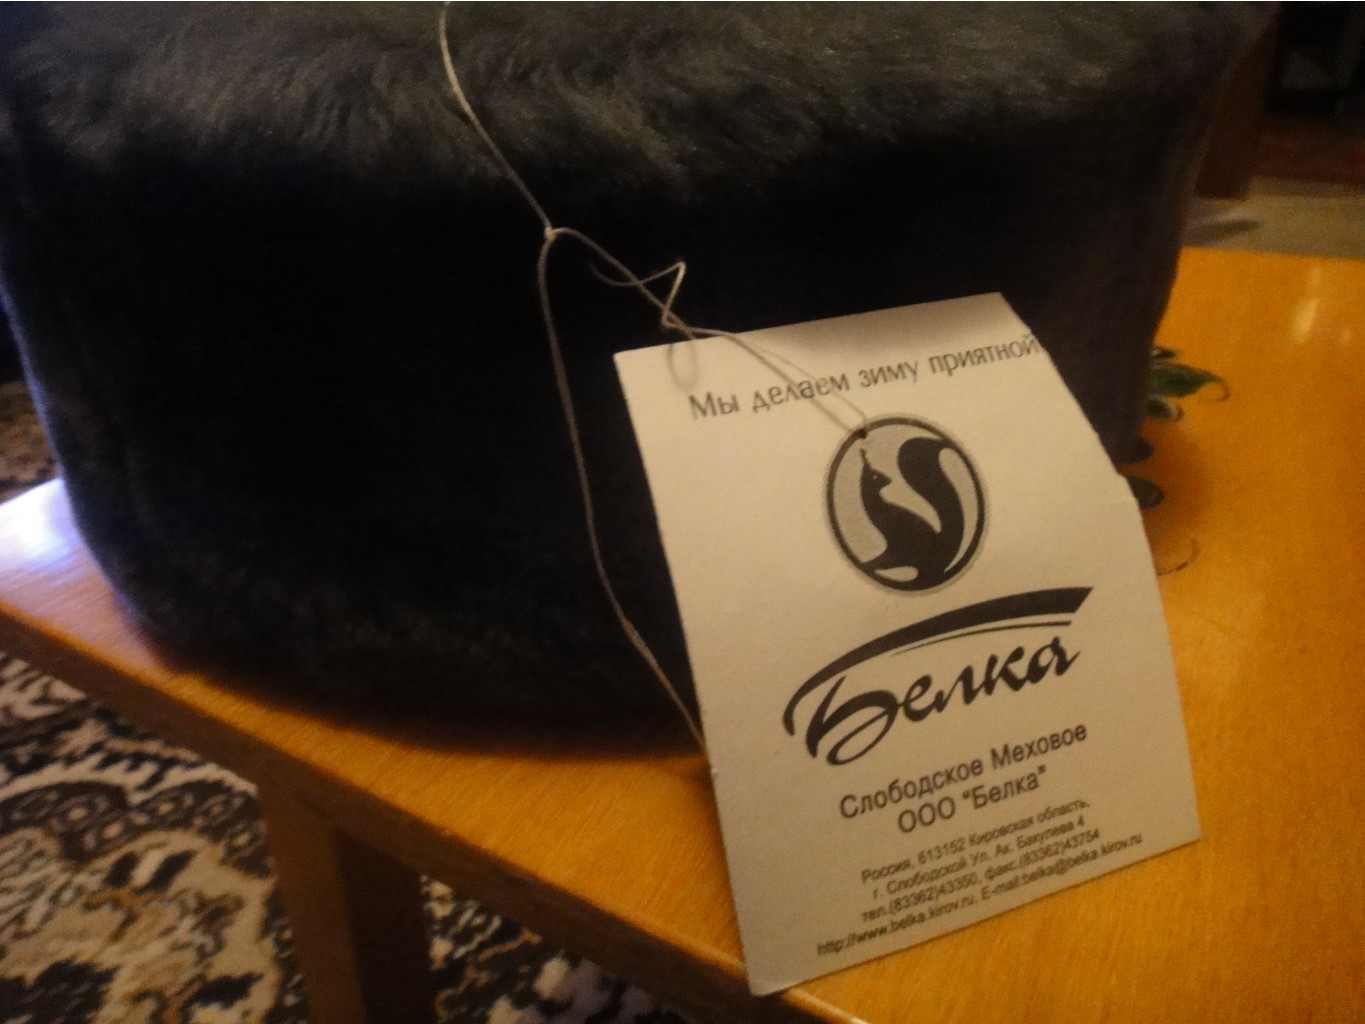 Мы делаем зиму приятной
Белка
Слободское Меховое
ООО "Белка"
Россия, 613152 Кировская область,
г. Слободской Ул. Ак. Бакулева 4
тел.(83362)43350, факс.(83362)43754
http://www.belka.kirov.ru, E-mail:belka@belka.kirov.ru